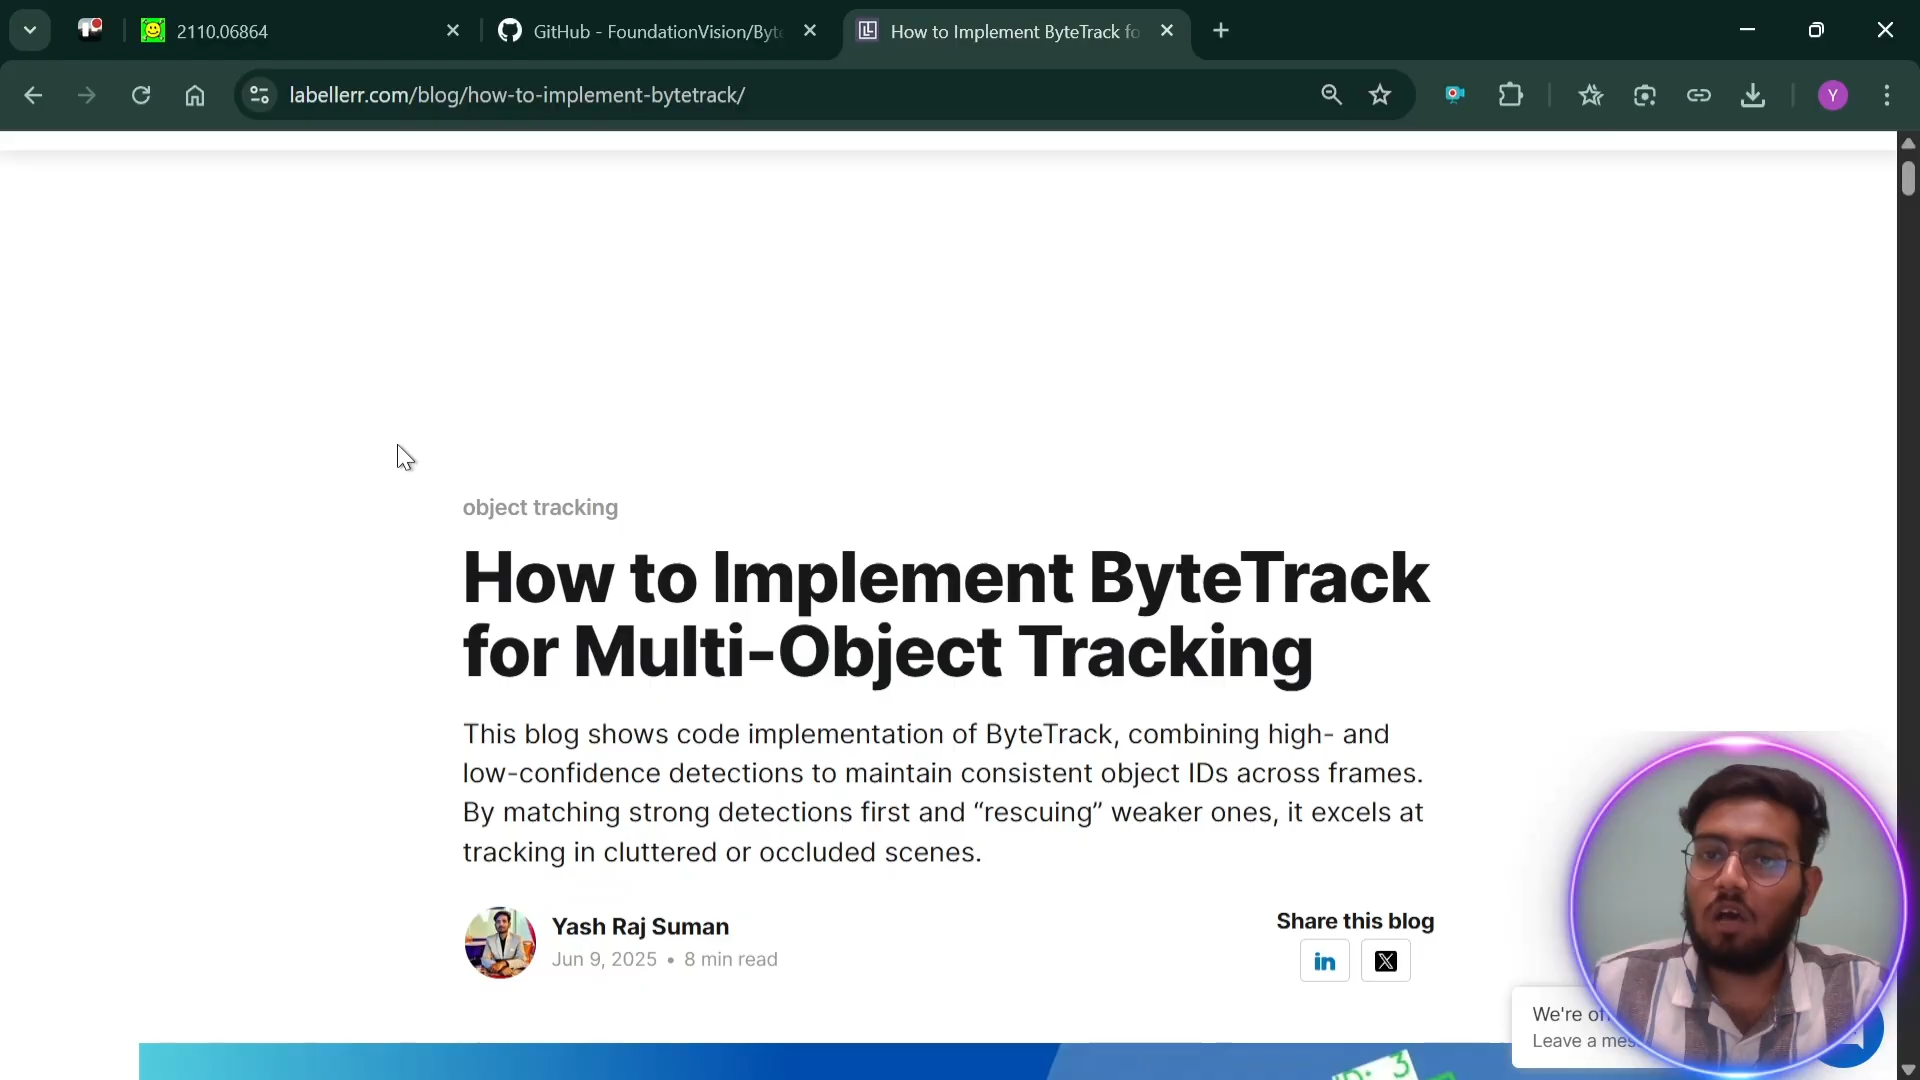 2110.06864
GitHub - FoundationVision/Byte
How to Implement ByteTrack fo
labellerr.com/blog/how-to-implement-bytetrack/
Y
object tracking
How to Implement ByteTrack
for Multi-Object Tracking
This blog shows code implementation of ByteTrack, combining high- and
low-confidence detections to maintain consistent object IDs across frames.
By matching strong detections first and “rescuing” weaker ones, it excels at
tracking in cluttered or occluded scenes.
Yash Raj Suman
Jun 9, 2025 • 8 min read
Share this blog
in
X
We're of
Leave a mes
ID: 3